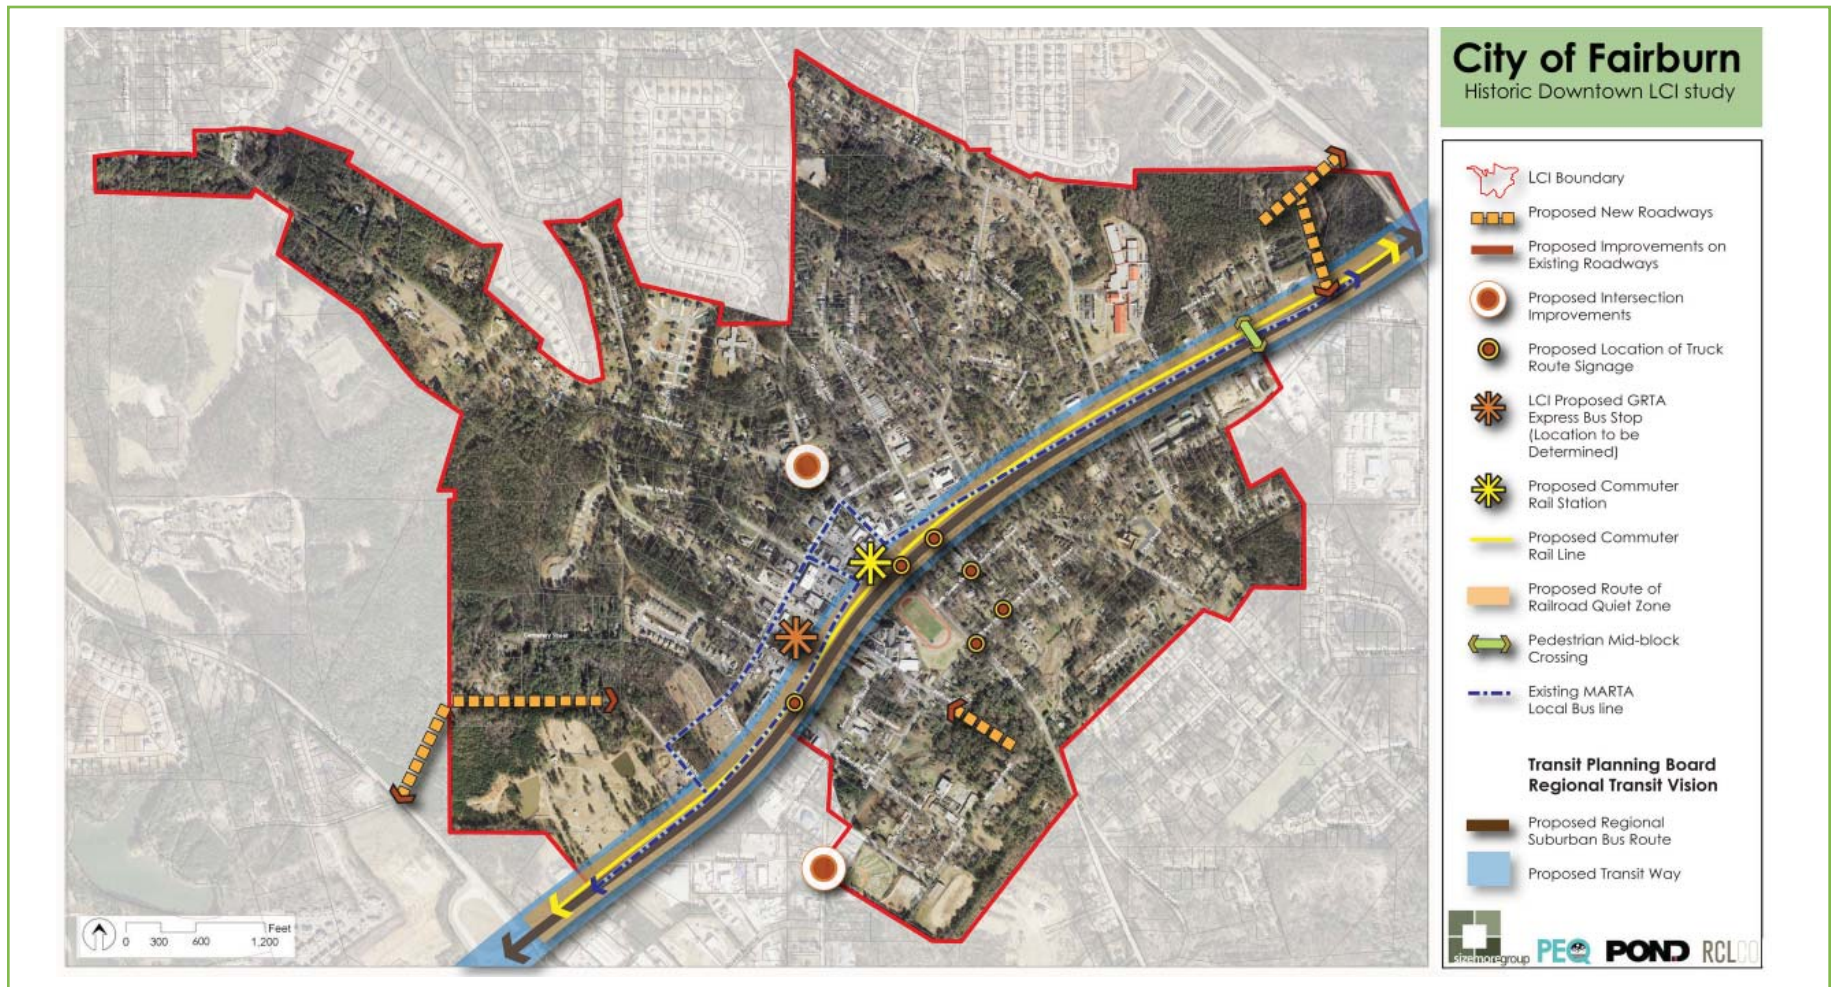 City of Fairburn
Historic Downtown LCI study
LCI Boundary
Proposed New Roadways
Proposed Improvements on
Existing Roadways
Proposed Intersection
Improvements
Proposed Location of Truck
Route Signage
LCI Proposed GRTA
Express Bus Stop
(Location to be
Determined)
Proposed Commuter
Rail Station
Proposed Commuter
Rail Line
Proposed Route of
Railroad Quiet Zone
Pedestrian Mid-block
Crossing
Existing MARTA
Local Bus line
Transit Planning Board
Regional Transit Vision
Proposed Regional
Suburban Bus Route
Proposed Transit Way
sizemoregroup PEQ POND RCLCO
Cemetery Street
Feet
0 300 600 1,200